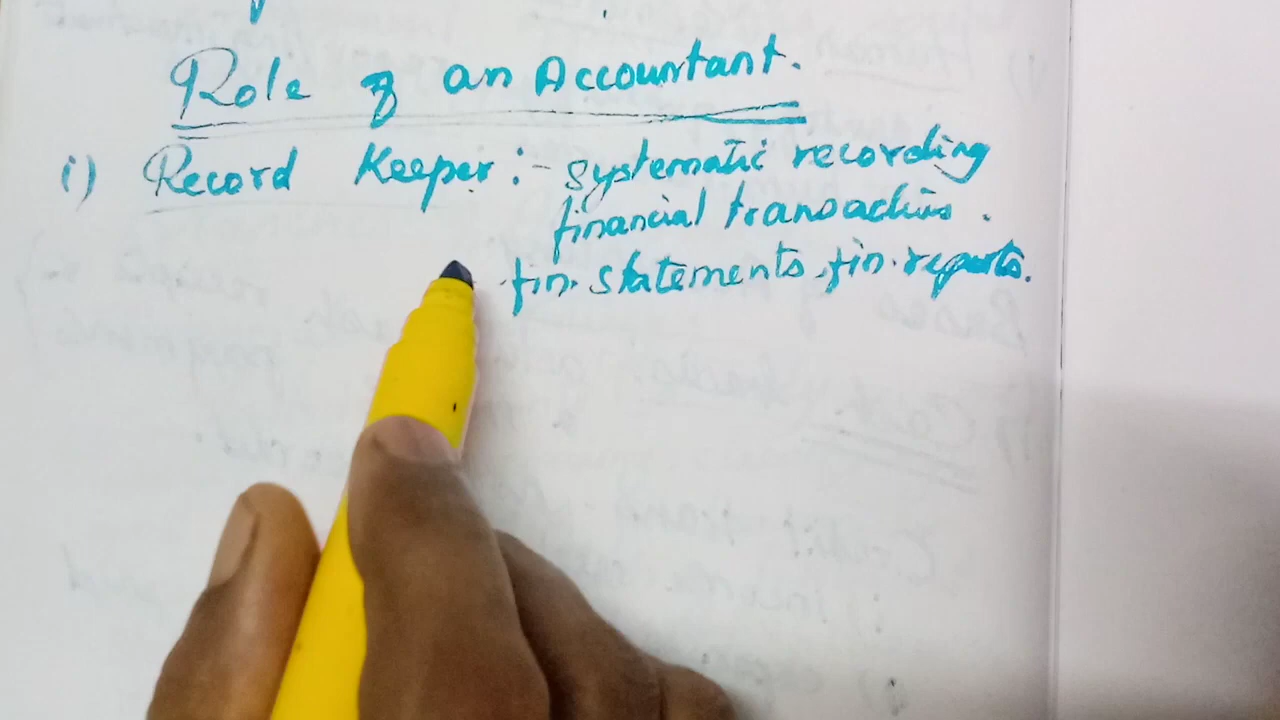 Role of an Accountant.
i) Record Keeper :- systematic recording
financial transactions.
fin. statements, fin. reports.